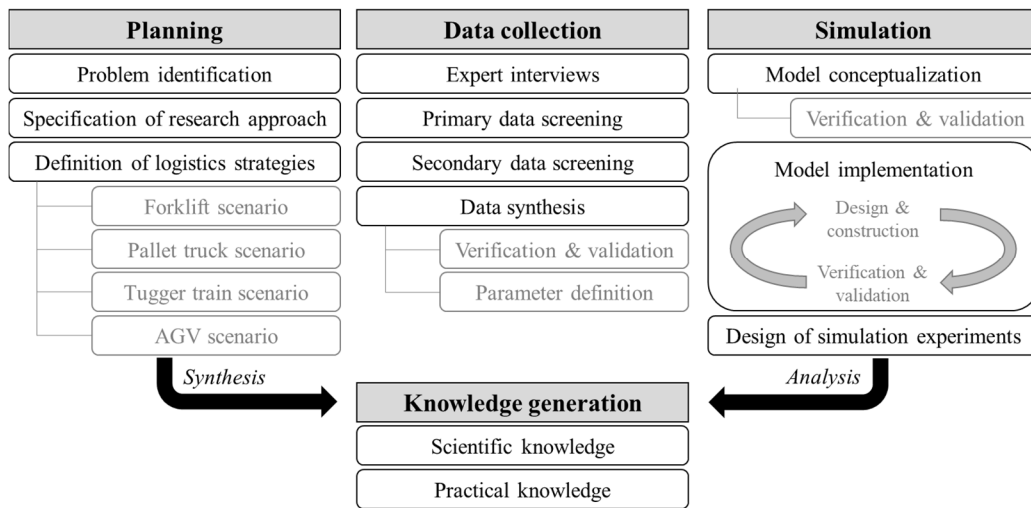 Planning
Problem identification
Specification of research approach
Definition of logistics strategies
Forklift scenario
Pallet truck scenario
Tugger train scenario
AGV scenario
Data collection
Expert interviews
Primary data screening
Secondary data screening
Data synthesis
Verification & validation
Parameter definition
Simulation
Model conceptualization
Verification & validation
Model implementation
Design &
construction
Verification &
validation
Design of simulation experiments
Synthesis
Analysis
Knowledge generation
Scientific knowledge
Practical knowledge